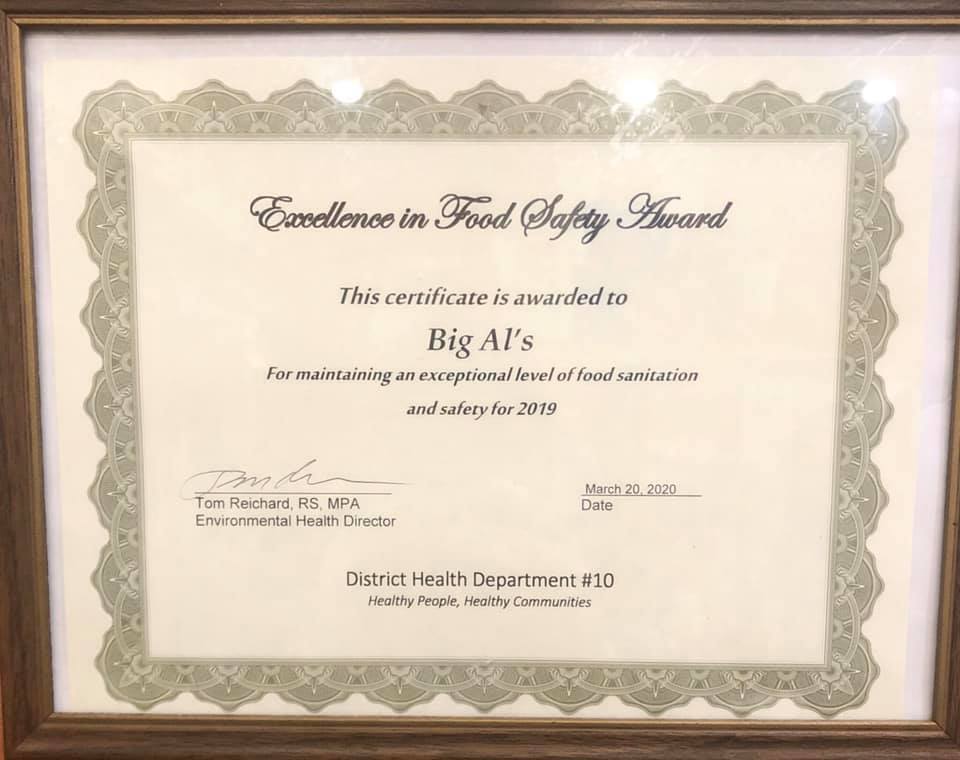 Excellence in Food Safety Award
This certificate is awarded to
Big Al's
For maintaining an exceptional level of food sanitation
and safety for 2019
Tom Reichard, RS, MPA
Environmental Health Director
March 20, 2020
Date
District Health Department #10
Healthy People, Healthy Communities